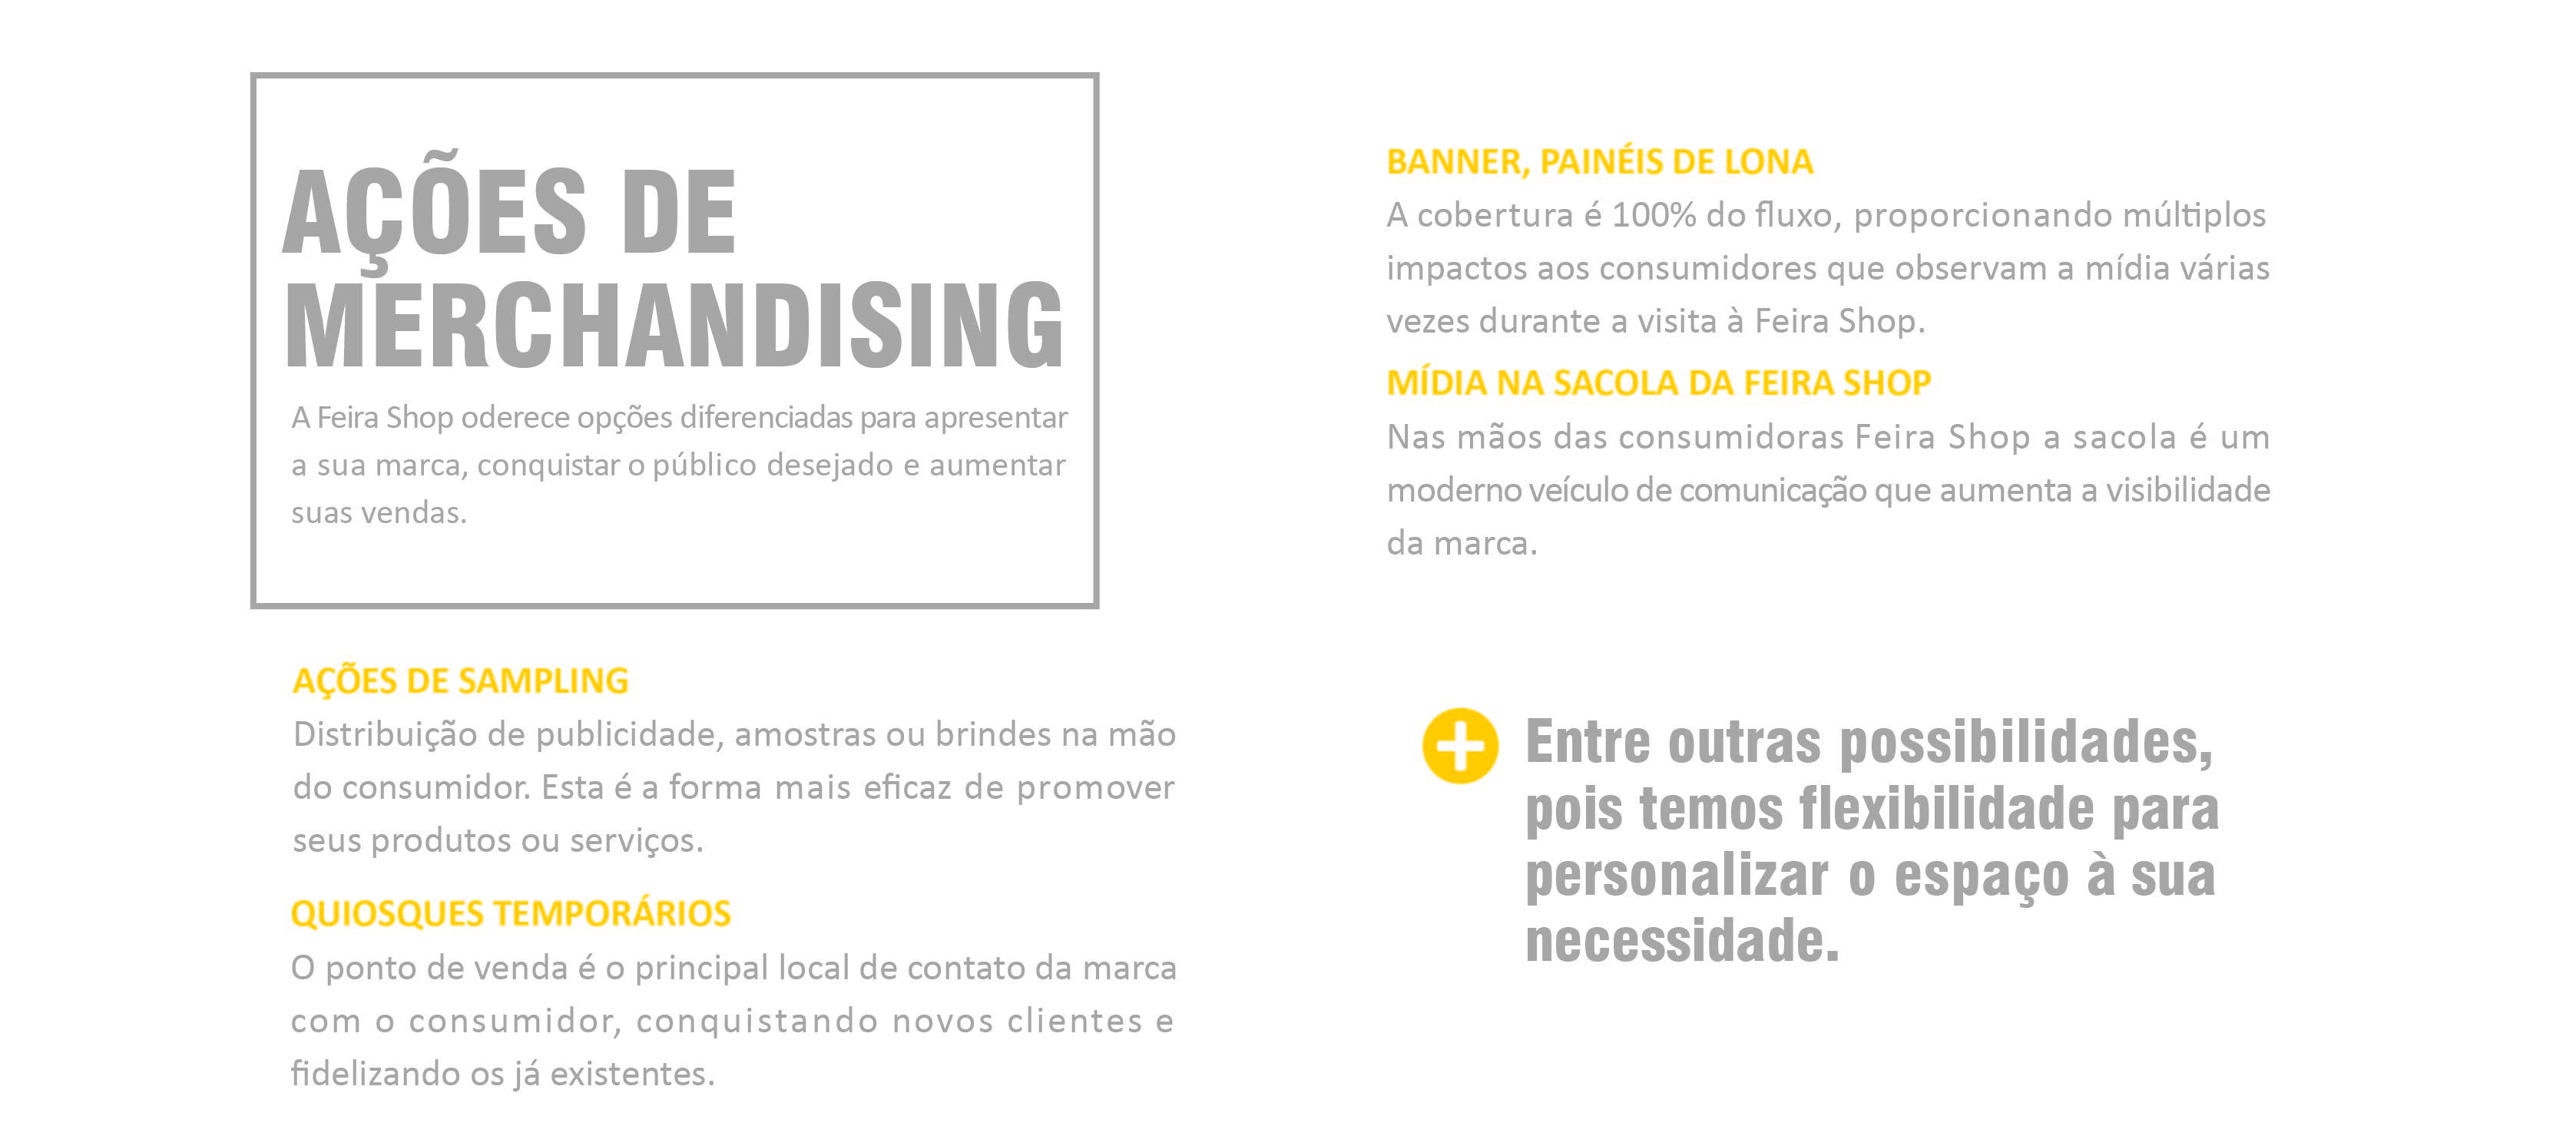 AÇÕES DE
MERCHANDISING
A Feira Shop oderece opções diferenciadas para apresentar
a sua marca, conquistar o público desejado e aumentar
suas vendas.
AÇÕES DE SAMPLING
Distribuição de publicidade, amostras ou brindes na mão
do consumidor. Esta é a forma mais eficaz de promover
seus produtos ou serviços.
QUIOSQUES TEMPORÁRIOS
O ponto de venda é o principal local de contato da marca
com o consumidor, conquistando novos clientes e
fidelizando os já existentes.
BANNER, PAINÉIS DE LONA
A cobertura é 100% do fluxo, proporcionando múltiplos
impactos aos consumidores que observam a mídia várias
vezes durante a visita à Feira Shop.
MÍDIA NA SACOLA DA FEIRA SHOP
Nas mãos das consumidoras Feira Shop a sacola é um
moderno veículo de comunicação que aumenta a visibilidade
da marca.
Entre outras possibilidades,
pois temos flexibilidade para
personalizar o espaço à sua
necessidade.